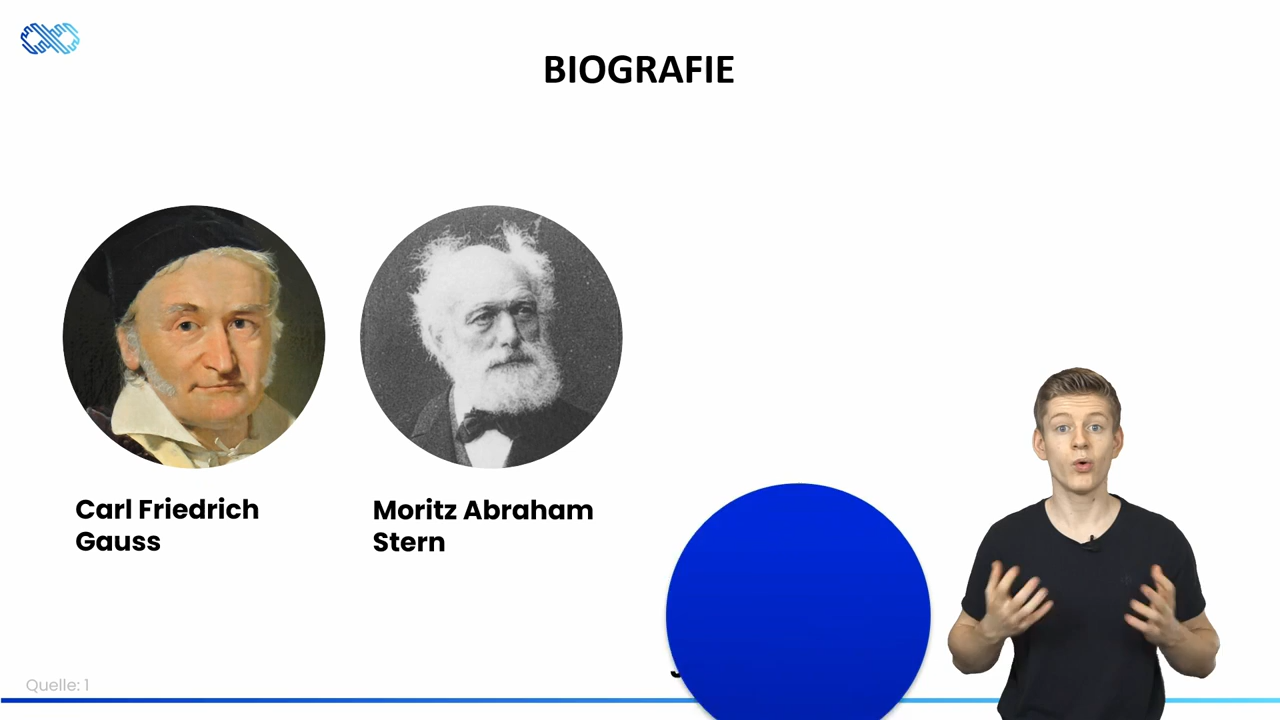 BIOGRAFIE
Carl Friedrich
Gauss
Moritz Abraham
Stern
Quelle: 1